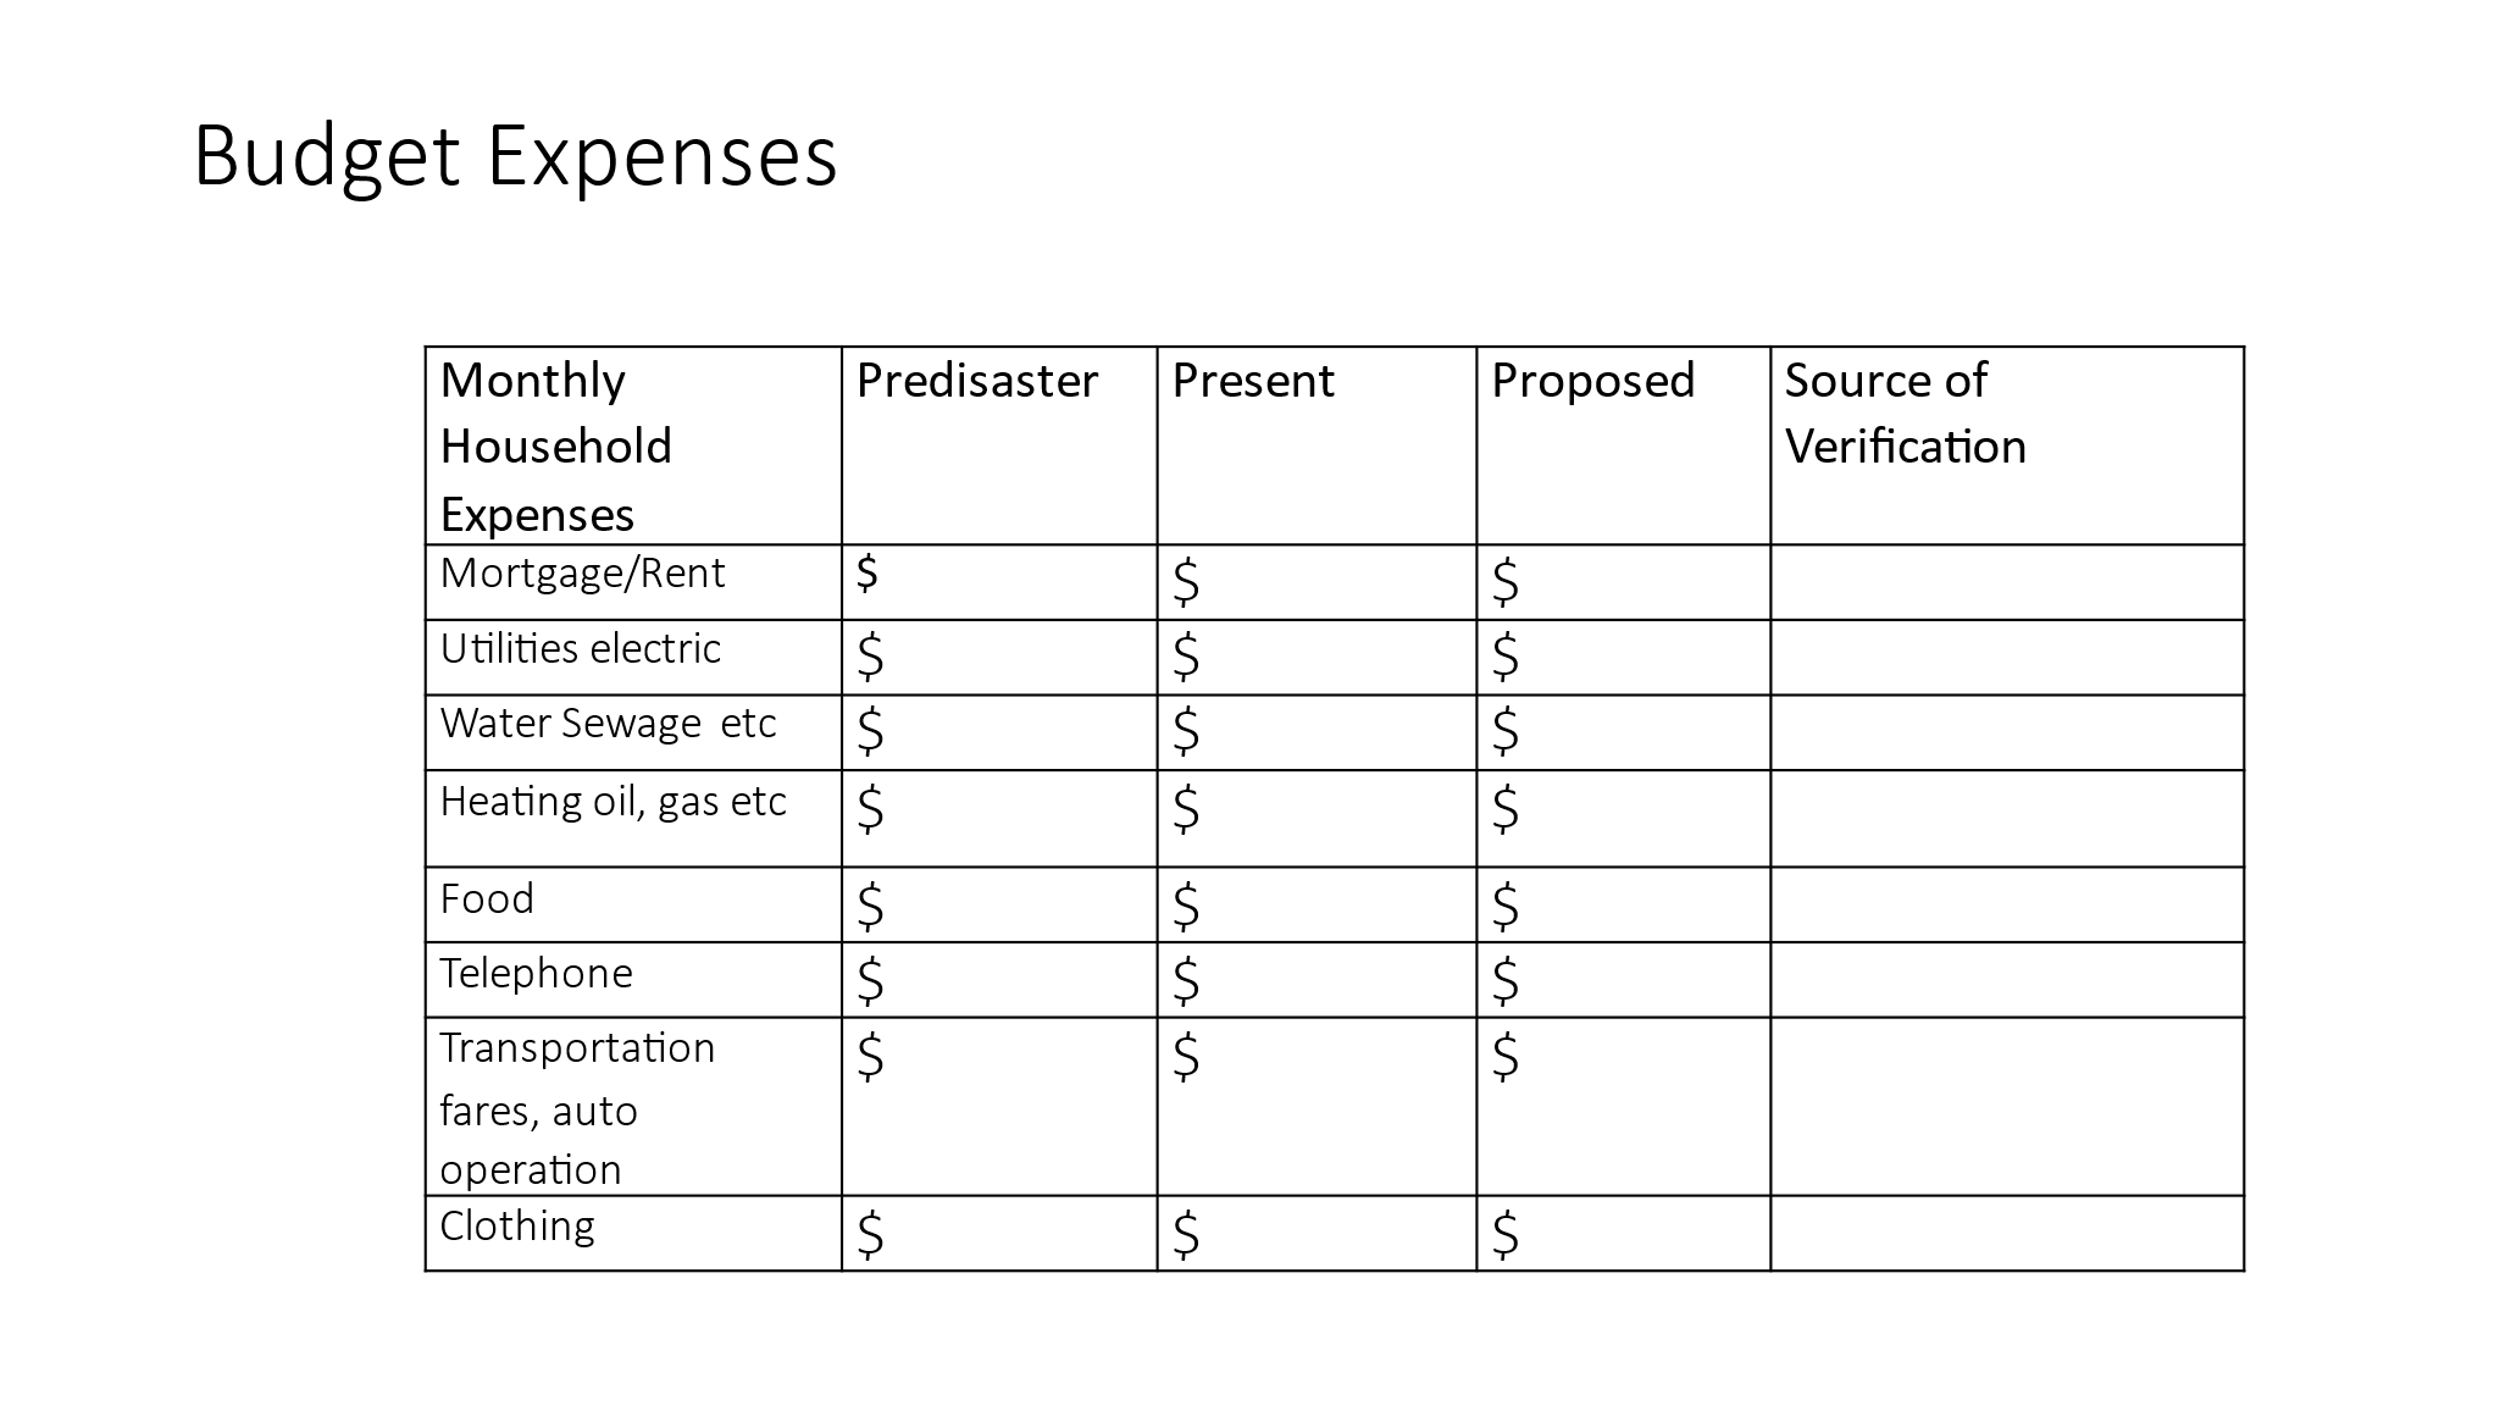 Budget Expenses
Monthly Household Expenses	Predisaster	Present	Proposed	Source of Verification
Mortgage/Rent	$	$	$
Utilities electric	$	$	$
Water Sewage  etc	$	$	$
Heating oil, gas etc	$	$	$
Food	$	$	$
Telephone	$	$	$
Transportation fares, auto operation	$	$	$
Clothing	$	$	$